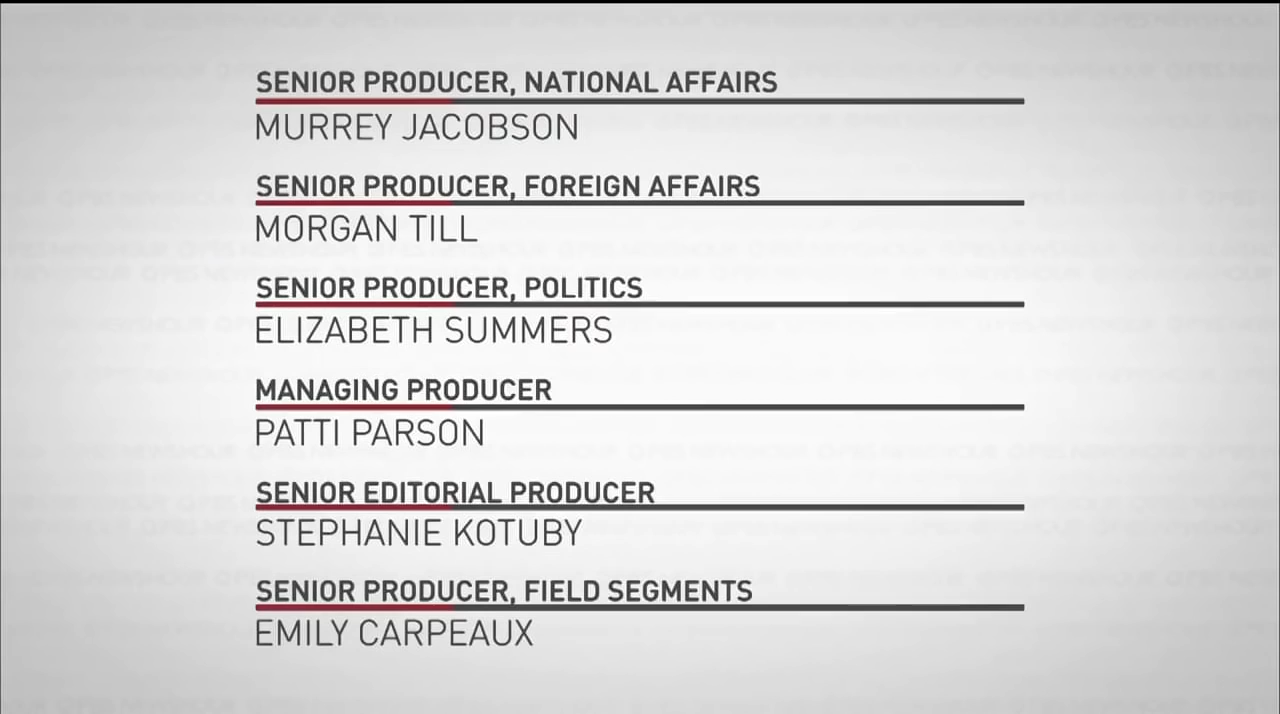 SENIOR PRODUCER, NATIONAL AFFAIRS
MURREY JACOBSON
SENIOR PRODUCER, FOREIGN AFFAIRS
MORGAN TILL
SENIOR PRODUCER, POLITICS
ELIZABETH SUMMERS
MANAGING PRODUCER
PATTI PARSON
SENIOR EDITORIAL PRODUCER
STEPHANIE KOTUBY
SENIOR PRODUCER, FIELD SEGMENTS
EMILY CARPEAUX